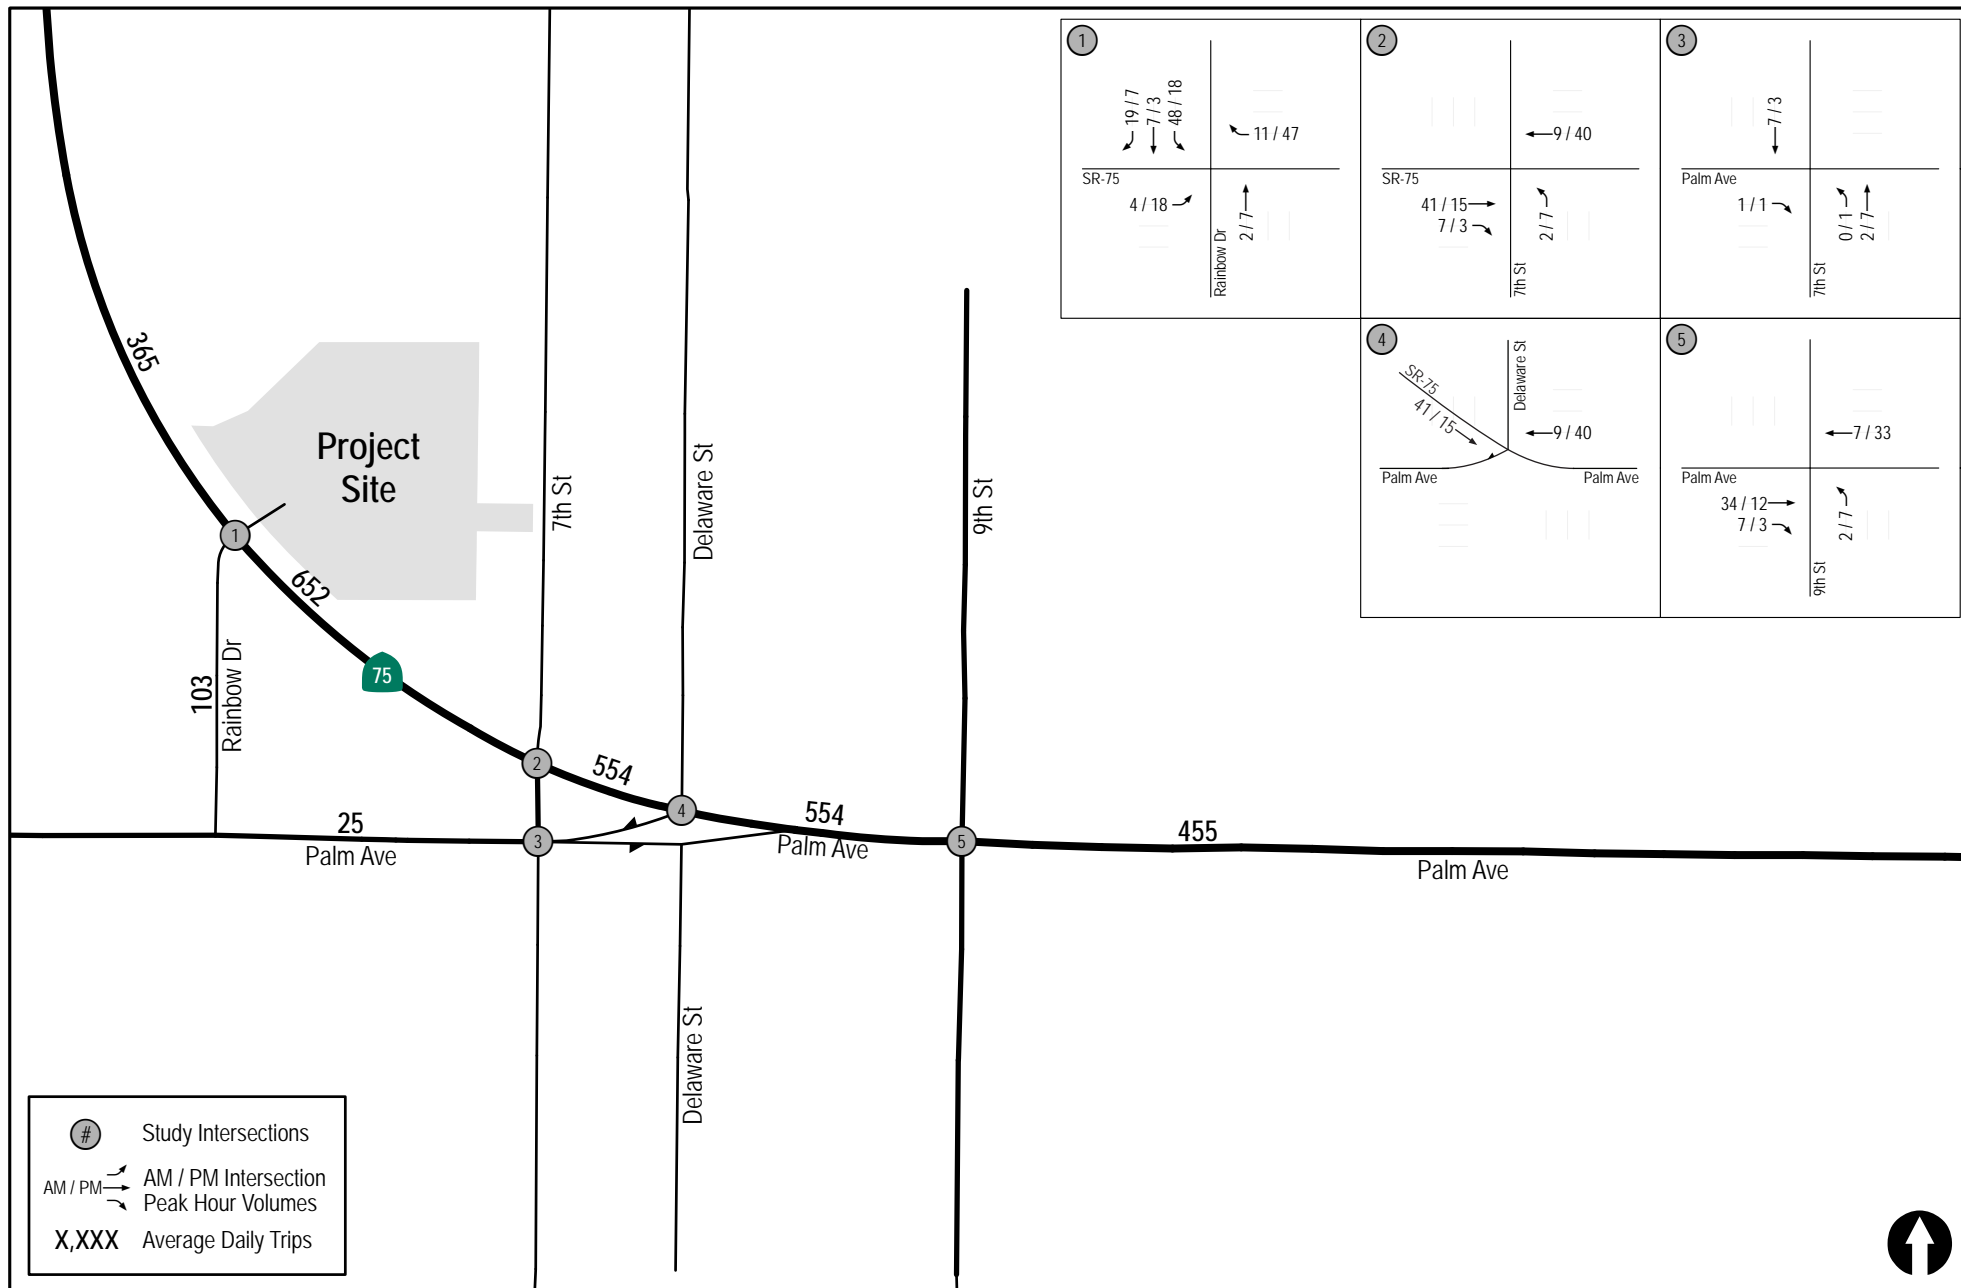 1
19 / 7
7 / 3
48 / 18
11 / 47
SR-75
4 / 18
2 / 7
Rainbow Dr
2
9 / 40
SR-75
41 / 15
7 / 3
2 / 7
7th St
3
7 / 3
Palm Ave
1 / 1
0 / 1
2 / 7
7th St
4
SR-75
41 / 15
Delaware St
9 / 40
Palm Ave
Palm Ave
5
7 / 33
Palm Ave
34 / 12
7 / 3
2 / 7
9th St
365
Project
Site
1
652
75
103
Rainbow Dr
7th St
Delaware St
9th St
2
554
4
554
25
3
Palm Ave
Palm Ave
5
455
Palm Ave
Delaware St
# Study Intersections
AM / PM AM / PM Intersection
Peak Hour Volumes
X,XXX Average Daily Trips